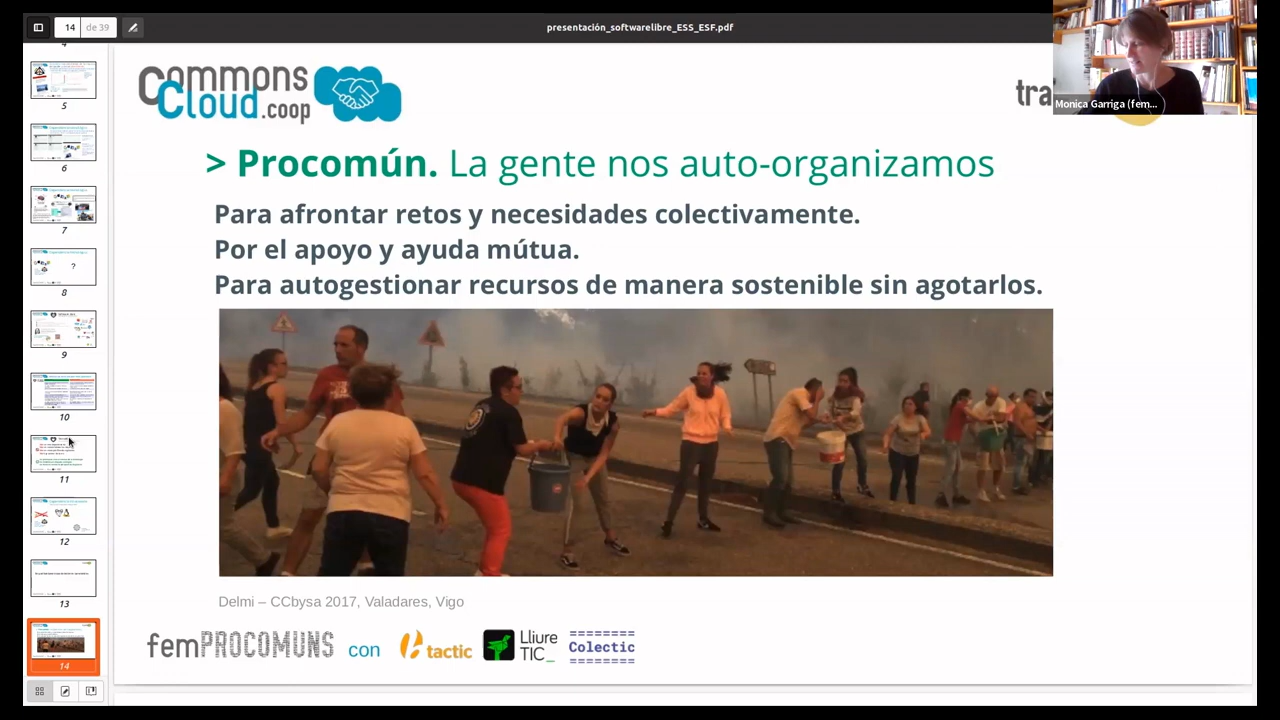 14 de 39
presentación_softwarelibre_ESS_ESF.pdf
Monica Garriga (fem...
4
5
6
7
8
9
10
11
12
13
14
Commons
Cloud.coop
tra
> Procomún. La gente nos auto-organizamos
Para afrontar retos y necesidades colectivamente.
Por el apoyo y ayuda mútua.
Para autogestionar recursos de manera sostenible sin agotarlos.
Delmi – CCbysa 2017, Valadares, Vigo
femPROCOMUNS con tactic Lliure TIC_ Colectic